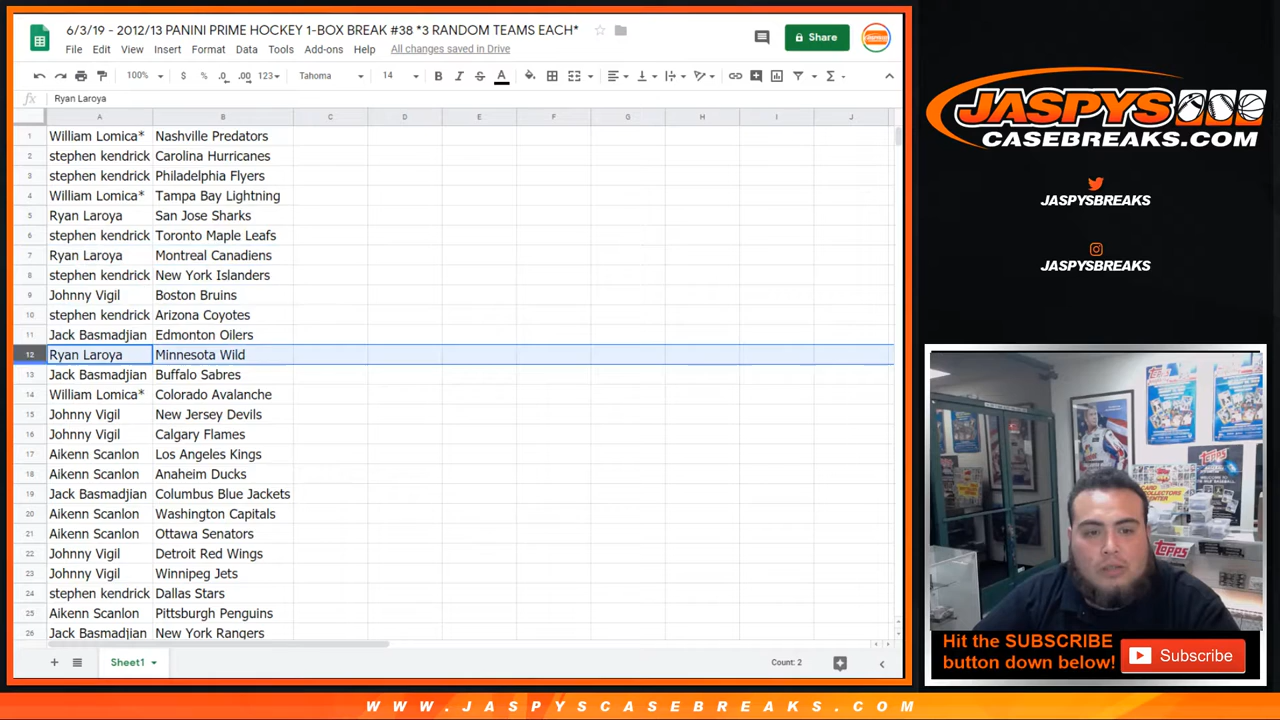 6/3/19 - 2012/13 PANINI PRIME HOCKEY 1-BOX BREAK #38 *3 RANDOM TEAMS EACH*
File Edit View Insert Format Data Tools Add-ons Help All changes saved in Drive
Share
100% $ % .0 .00 123 Tahoma 14 B I S A
fx Ryan Laroya
A B C D E F G H I J
1 William Lomica* Nashville Predators
2 stephen kendrick Carolina Hurricanes
3 stephen kendrick Philadelphia Flyers
4 William Lomica* Tampa Bay Lightning
5 Ryan Laroya San Jose Sharks
6 stephen kendrick Toronto Maple Leafs
7 Ryan Laroya Montreal Canadiens
8 stephen kendrick New York Islanders
9 Johnny Vigil Boston Bruins
10 stephen kendrick Arizona Coyotes
11 Jack Basmadjian Edmonton Oilers
12 Ryan Laroya Minnesota Wild
13 Jack Basmadjian Buffalo Sabres
14 William Lomica* Colorado Avalanche
15 Johnny Vigil New Jersey Devils
16 Johnny Vigil Calgary Flames
17 Aikenn Scanlon Los Angeles Kings
18 Aikenn Scanlon Anaheim Ducks
19 Jack Basmadjian Columbus Blue Jackets
20 Aikenn Scanlon Washington Capitals
21 Aikenn Scanlon Ottawa Senators
22 Johnny Vigil Detroit Red Wings
23 Johnny Vigil Winnipeg Jets
24 stephen kendrick Dallas Stars
25 Aikenn Scanlon Pittsburgh Penguins
26 Jack Basmadjian New York Rangers
Sheet1
Count: 2
JASPYS
CASEBREAKS.COM
JASPYSBREAKS
JASPYSBREAKS
Topps
Topps
Topps
CARD
COLLECTORS
CENTER
Topps
Hit the SUBSCRIBE
button down below!
Subscribe
WWW.JASPYSCASEBREAKS.COM